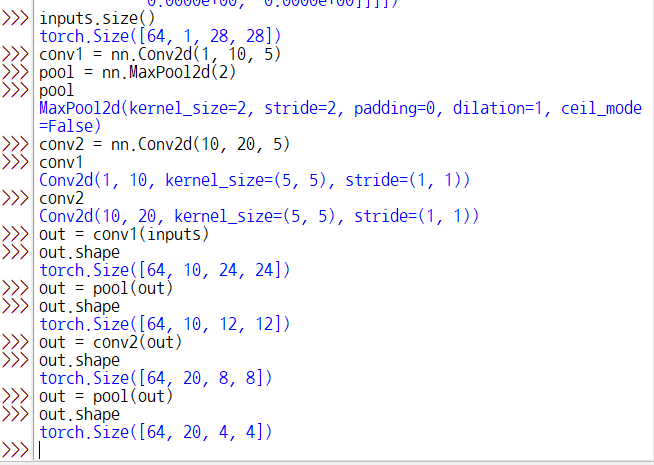 0.0000e+00,  0.0000e+00]]]])
>>> inputs.size()
torch.Size([64, 1, 28, 28])
>>> conv1 = nn.Conv2d(1, 10, 5)
>>> pool = nn.MaxPool2d(2)
>>> pool
MaxPool2d(kernel_size=2, stride=2, padding=0, dilation=1, ceil_mode
=False)
>>> conv2 = nn.Conv2d(10, 20, 5)
>>> conv1
Conv2d(1, 10, kernel_size=(5, 5), stride=(1, 1))
>>> conv2
Conv2d(10, 20, kernel_size=(5, 5), stride=(1, 1))
>>> out = conv1(inputs)
>>> out.shape
torch.Size([64, 10, 24, 24])
>>> out = pool(out)
>>> out.shape
torch.Size([64, 10, 12, 12])
>>> out = conv2(out)
>>> out.shape
torch.Size([64, 20, 8, 8])
>>> out = pool(out)
>>> out.shape
torch.Size([64, 20, 4, 4])
>>>